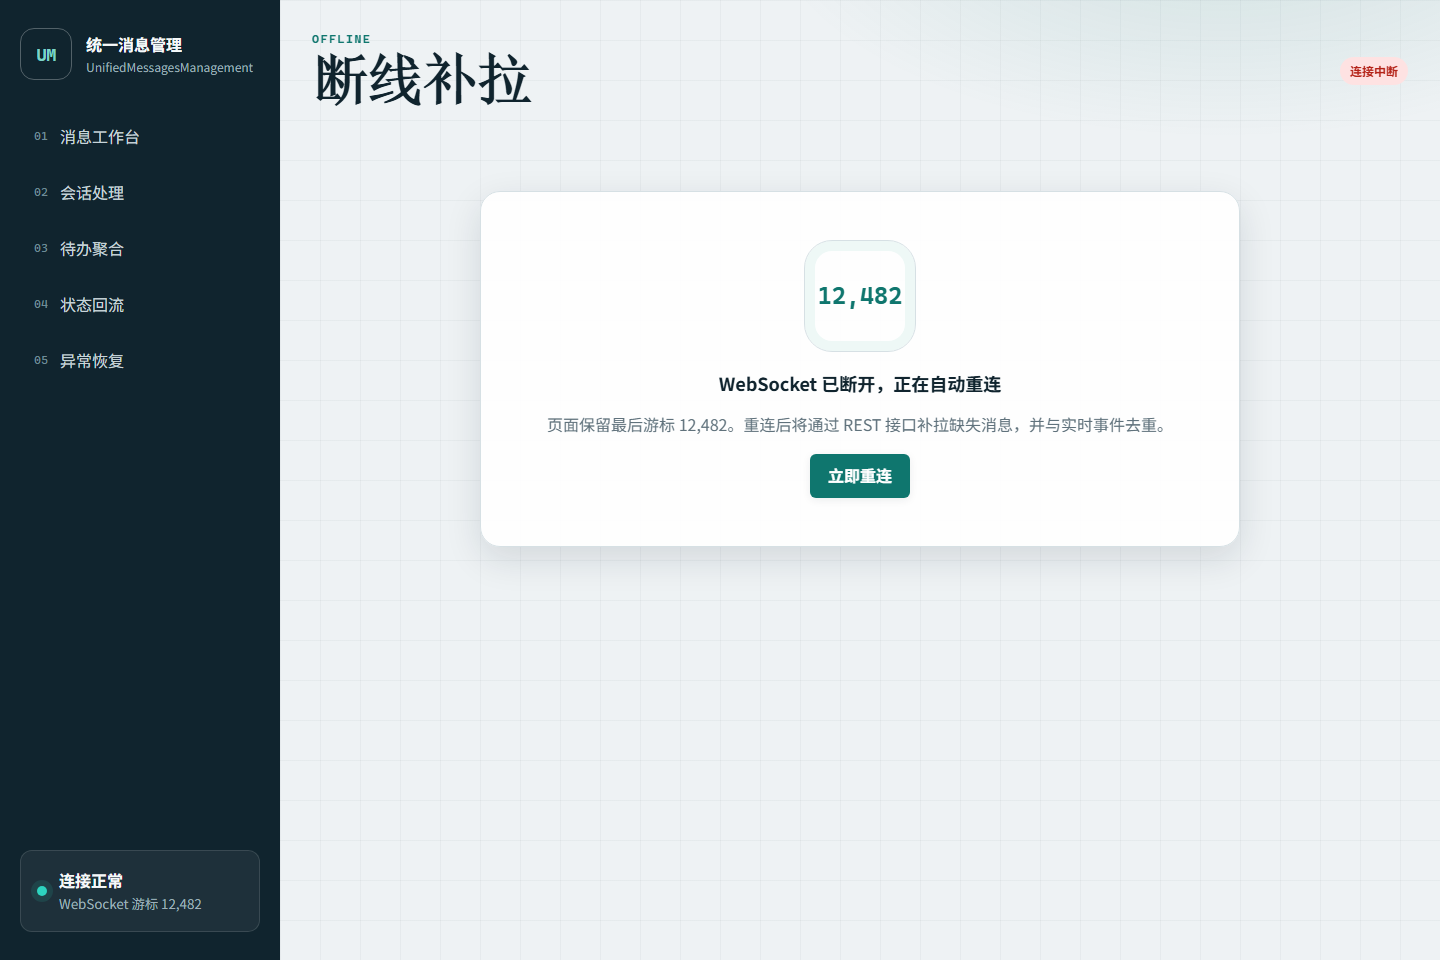 UM
统一消息管理
UnifiedMessagesManagement
01 消息工作台
02 会话处理
03 待办聚合
04 状态回流
05 异常恢复
连接正常
WebSocket 游标 12,482
OFFLINE
断线补拉
连接中断
12,482
WebSocket 已断开，正在自动重连
页面保留最后游标 12,482。重连后将通过 REST 接口补拉缺失消息，并与实时事件去重。
立即重连